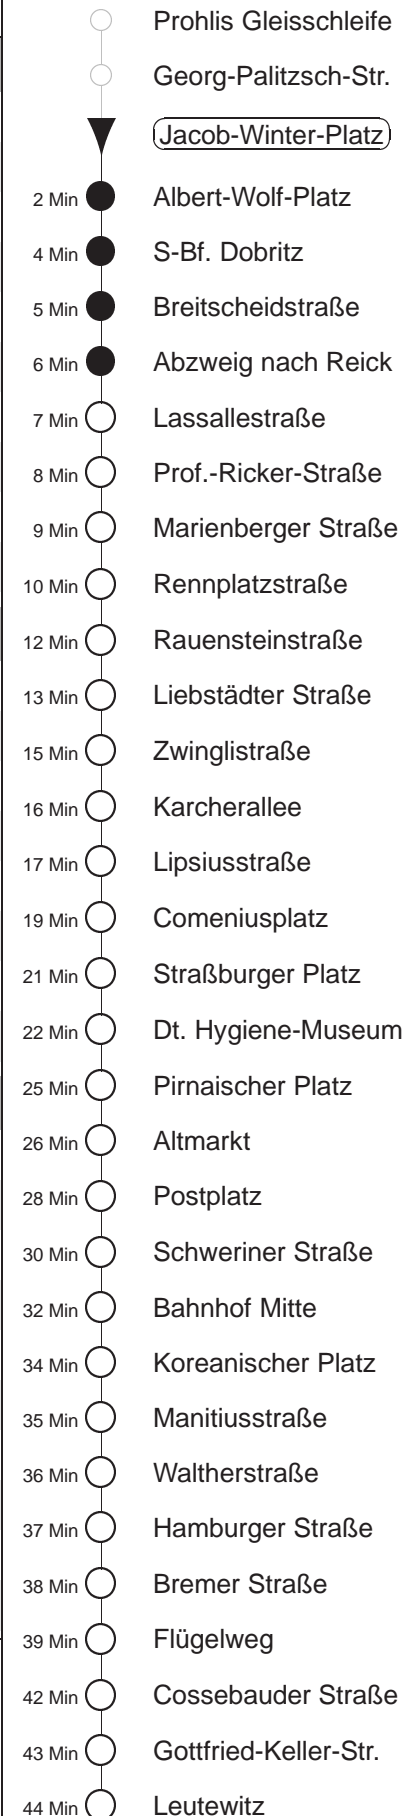 Prohlis Gleisschleife
Georg-Palitzsch-Str.
Jacob-Winter-Platz
2 Min Albert-Wolf-Platz
4 Min S-Bf. Dobritz
5 Min Breitscheidstraße
6 Min Abzweig nach Reick
7 Min Lassallestraße
8 Min Prof.-Ricker-Straße
9 Min Marienberger Straße
10 Min Rennplatzstraße
12 Min Rauensteinstraße
13 Min Liebstädter Straße
15 Min Zwinglistraße
16 Min Karcherallee
17 Min Lipsiusstraße
19 Min Comeniusplatz
21 Min Straßburger Platz
22 Min Dt. Hygiene-Museum
25 Min Pirnaischer Platz
26 Min Altmarkt
28 Min Postplatz
30 Min Schweriner Straße
32 Min Bahnhof Mitte
34 Min Koreanischer Platz
35 Min Manitiusstraße
36 Min Waltherstraße
37 Min Hamburger Straße
38 Min Bremer Straße
39 Min Flügelweg
42 Min Cossebauder Straße
43 Min Gottfried-Keller-Str.
44 Min Leutewitz